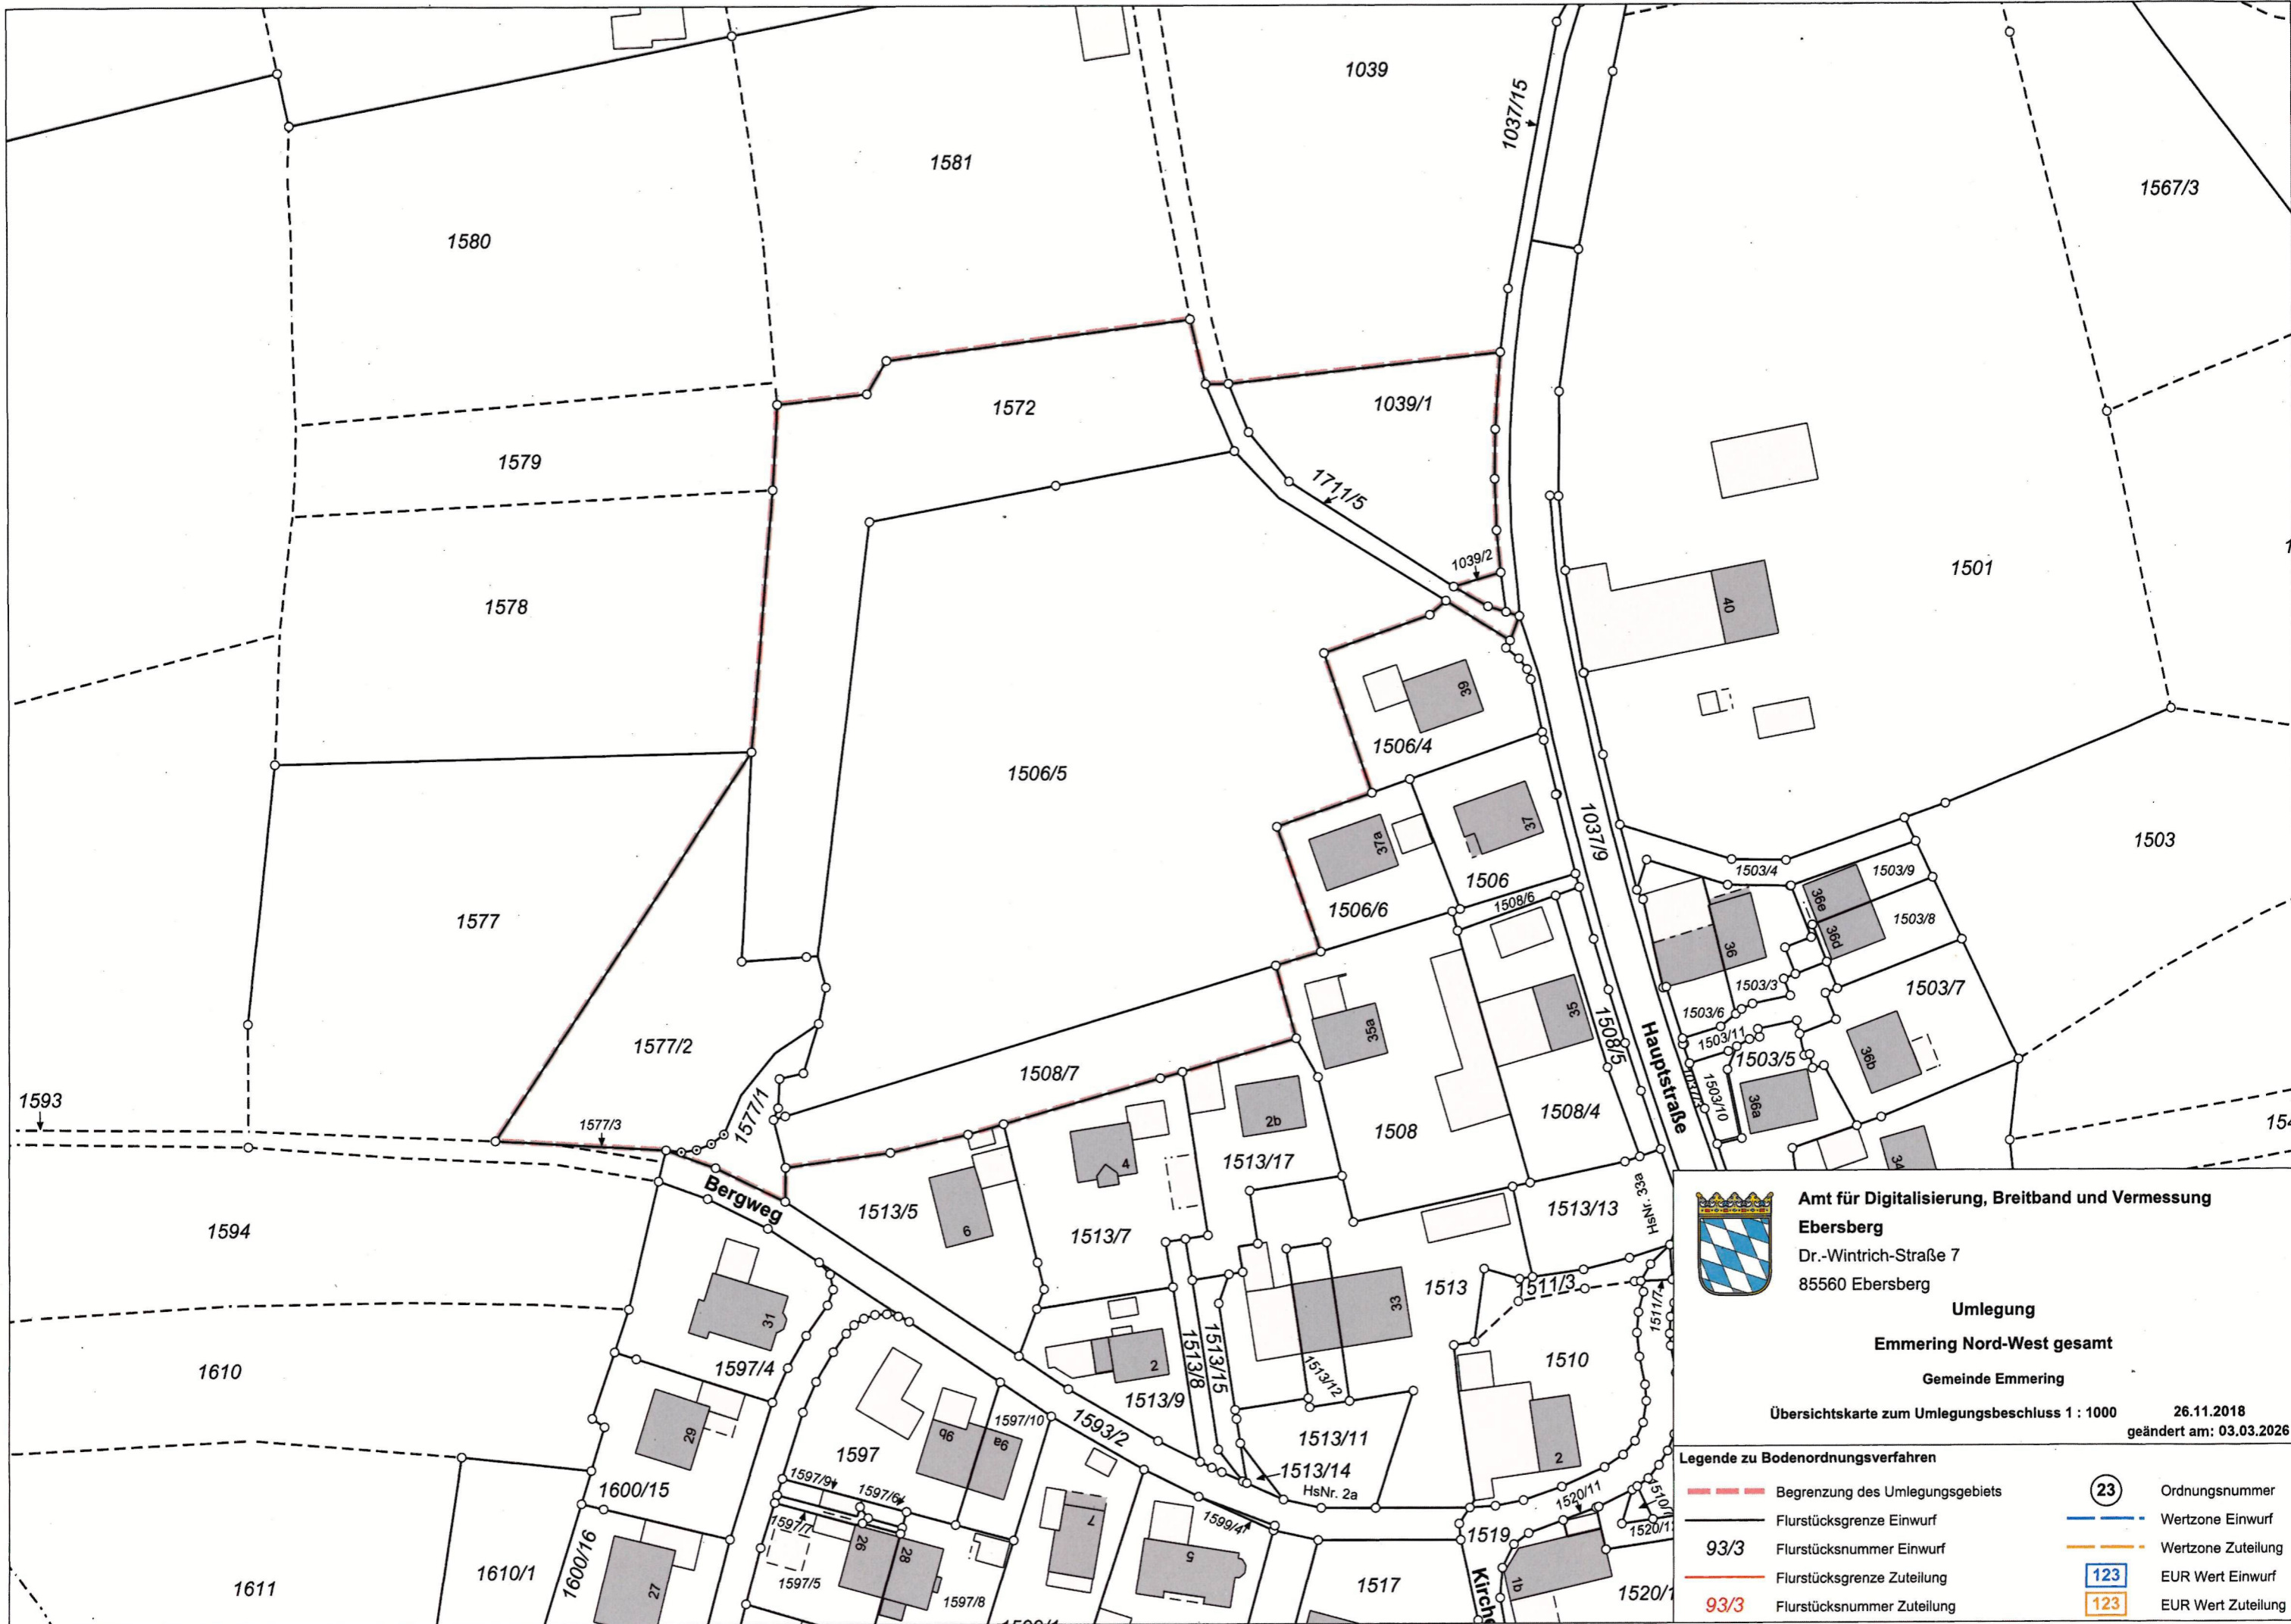 1039
1037/15
1581
1567/3
1580
1572
1039/1
1579
1711/5
1039/2
1501
40
1578
39
1506/4
1506/5
37
37a
1037/9
1503
1506
1503/4
1503/9
1577
1506/6
1508/6
36e
1503/8
36d
36
1503/3
1503/7
1503/6
35a
35
1508/5
Hauptstraße
1503/11
1503/5
36b
1577/2
1508/7
1037/3
1503/10
36a
1593
1577/3
1577/1
2b
1508
1508/4
4
1513/17
34
Bergweg
1594
1513/5
6
1513/7
1513/13
HsNr. 33a
1513
1511/3
1511/7
31
33
1610
1597/4
1513/8
1513/15
2
1513/12
1510
1513/9
29
1597/10
1593/2
9b
9a
1597
1513/11
2
1600/15
1597/9
1597/6
1513/14
HsNr. 2a
1520/11
1597/7
7
1599/4
1519
26
28
5
1610/1
1600/16
1611
27
1597/5
1597/8
1517
Kirche
1b
Amt für Digitalisierung, Breitband und Vermessung
Ebersberg
Dr.-Wintrich-Straße 7
85560 Ebersberg
Umlegung
Emmering Nord-West gesamt
Gemeinde Emmering
Übersichtskarte zum Umlegungsbeschluss 1 : 1000 26.11.2018
geändert am: 03.03.2026
Legende zu Bodenordnungsverfahren
Begrenzung des Umlegungsgebiets
Flurstücksgrenze Einwurf
93/3 Flurstücksnummer Einwurf
Flurstücksgrenze Zuteilung
93/3 Flurstücksnummer Zuteilung
23 Ordnungsnummer
Wertzone Einwurf
Wertzone Zuteilung
123 EUR Wert Einwurf
123 EUR Wert Zuteilung